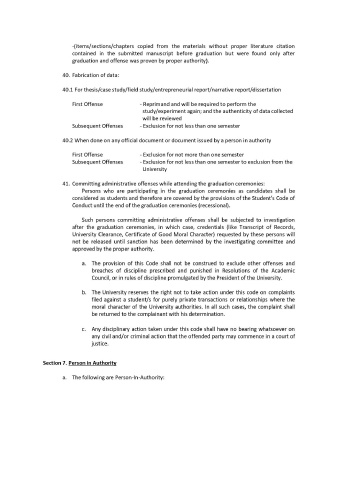 -(items/sections/chapters copied from the materials without proper literature citation
contained in the submitted manuscript before graduation but were found only after
graduation and offense was proven by proper authority).
40. Fabrication of data:
40.1 For thesis/case study/field study/entrepreneurial report/narrative report/dissertation
First Offense - Reprimand and will be required to perform the
study/experiment again; and the authenticity of data collected
will be reviewed
Subsequent Offenses - Exclusion for not less than one semester
40.2 When done on any official document or document issued by a person in authority
First Offense - Exclusion for not more than one semester
Subsequent Offenses - Exclusion for not less than one semester to exclusion from the
University
41. Committing administrative offenses while attending the graduation ceremonies:
Persons who are participating in the graduation ceremonies as candidates shall be
considered as students and therefore are covered by the provisions of the Student's Code of
Conduct until the end of the graduation ceremonies (recessional).
Such persons committing administrative offenses shall be subjected to investigation
after the graduation ceremonies, in which case, credentials (like Transcript of Records,
University Clearance, Certificate of Good Moral Character) requested by these persons will
not be released until sanction has been determined by the investigating committee and
approved by the proper authority.
a. The provision of this Code shall not be construed to exclude other offenses and
breaches of discipline prescribed and punished in Resolutions of the Academic
Council, or in rules of discipline promulgated by the President of the University.
b. The University reserves the right not to take action under this code on complaints
filed against a student/s for purely private transactions or relationships where the
moral character of the University authorities. In all such cases, the complaint shall
be returned to the complainant with his determination.
c. Any disciplinary action taken under this code shall have no bearing whatsoever on
any civil and/or criminal action that the offended party may commence in a court of
justice.
Section 7. Person in Authority
a. The following are Person-In-Authority: